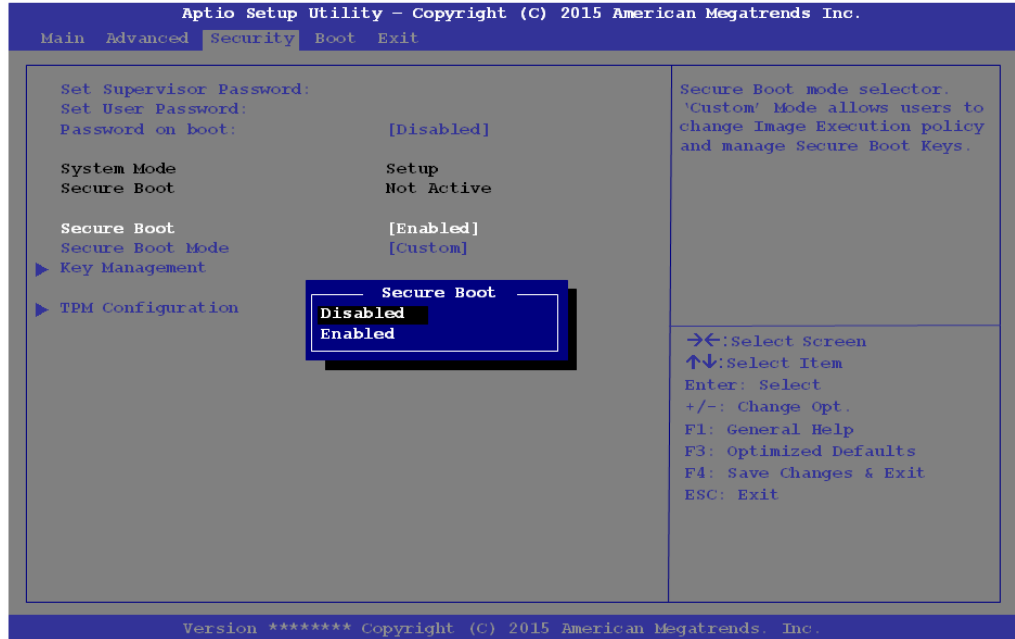 Aptio Setup Utility – Copyright (C) 2015 American Megatrends Inc.
Main Advanced Security Boot Exit
Set Supervisor Password:
Set User Password:
Password on boot: [Disabled]
System Mode Setup
Secure Boot Not Active
Secure Boot [Enabled]
Secure Boot Mode [Custom]
Key Management
TPM Configuration
Secure Boot
Disabled
Enabled
Secure Boot mode selector.
'Custom' Mode allows users to
change Image Execution policy
and manage Secure Boot Keys.
→←:Select Screen
↑↓:Select Item
Enter: Select
+/-: Change Opt.
F1: General Help
F3: Optimized Defaults
F4: Save Changes & Exit
ESC: Exit
Version ******** Copyright (C) 2015 American Megatrends. Inc.